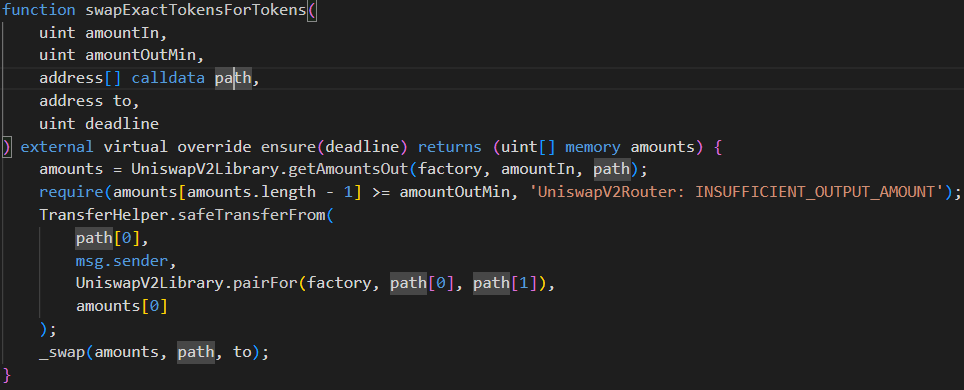 function swapExactTokensForTokens(
uint amountIn,
uint amountOutMin,
address[] calldata path,
address to,
uint deadline
) external virtual override ensure(deadline) returns (uint[] memory amounts) {
amounts = UniswapV2Library.getAmountsOut(factory, amountIn, path);
require(amounts[amounts.length - 1] >= amountOutMin, 'UniswapV2Router: INSUFFICIENT_OUTPUT_AMOUNT');
TransferHelper.safeTransferFrom(
path[0],
msg.sender,
UniswapV2Library.pairFor(factory, path[0], path[1]),
amounts[0]
);
_swap(amounts, path, to);
}